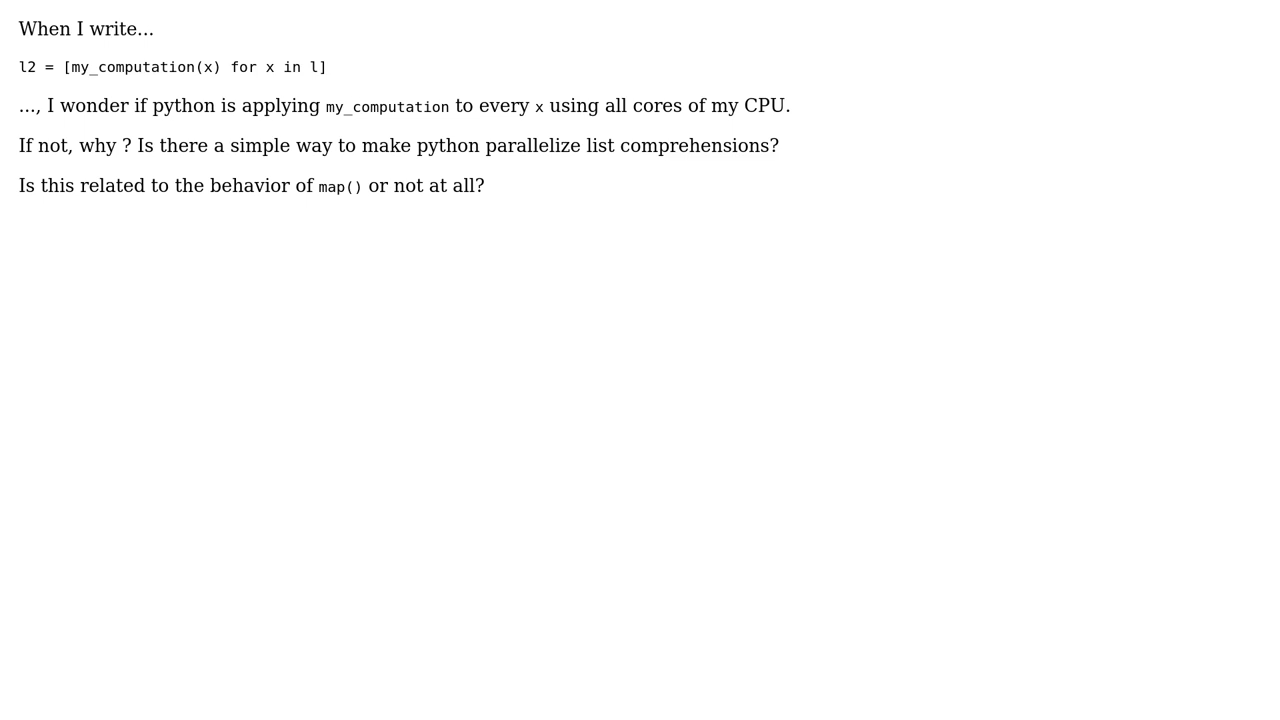 When I write...
l2 = [my_computation(x) for x in l]
..., I wonder if python is applying my_computation to every x using all cores of my CPU.
If not, why ? Is there a simple way to make python parallelize list comprehensions?
Is this related to the behavior of map() or not at all?